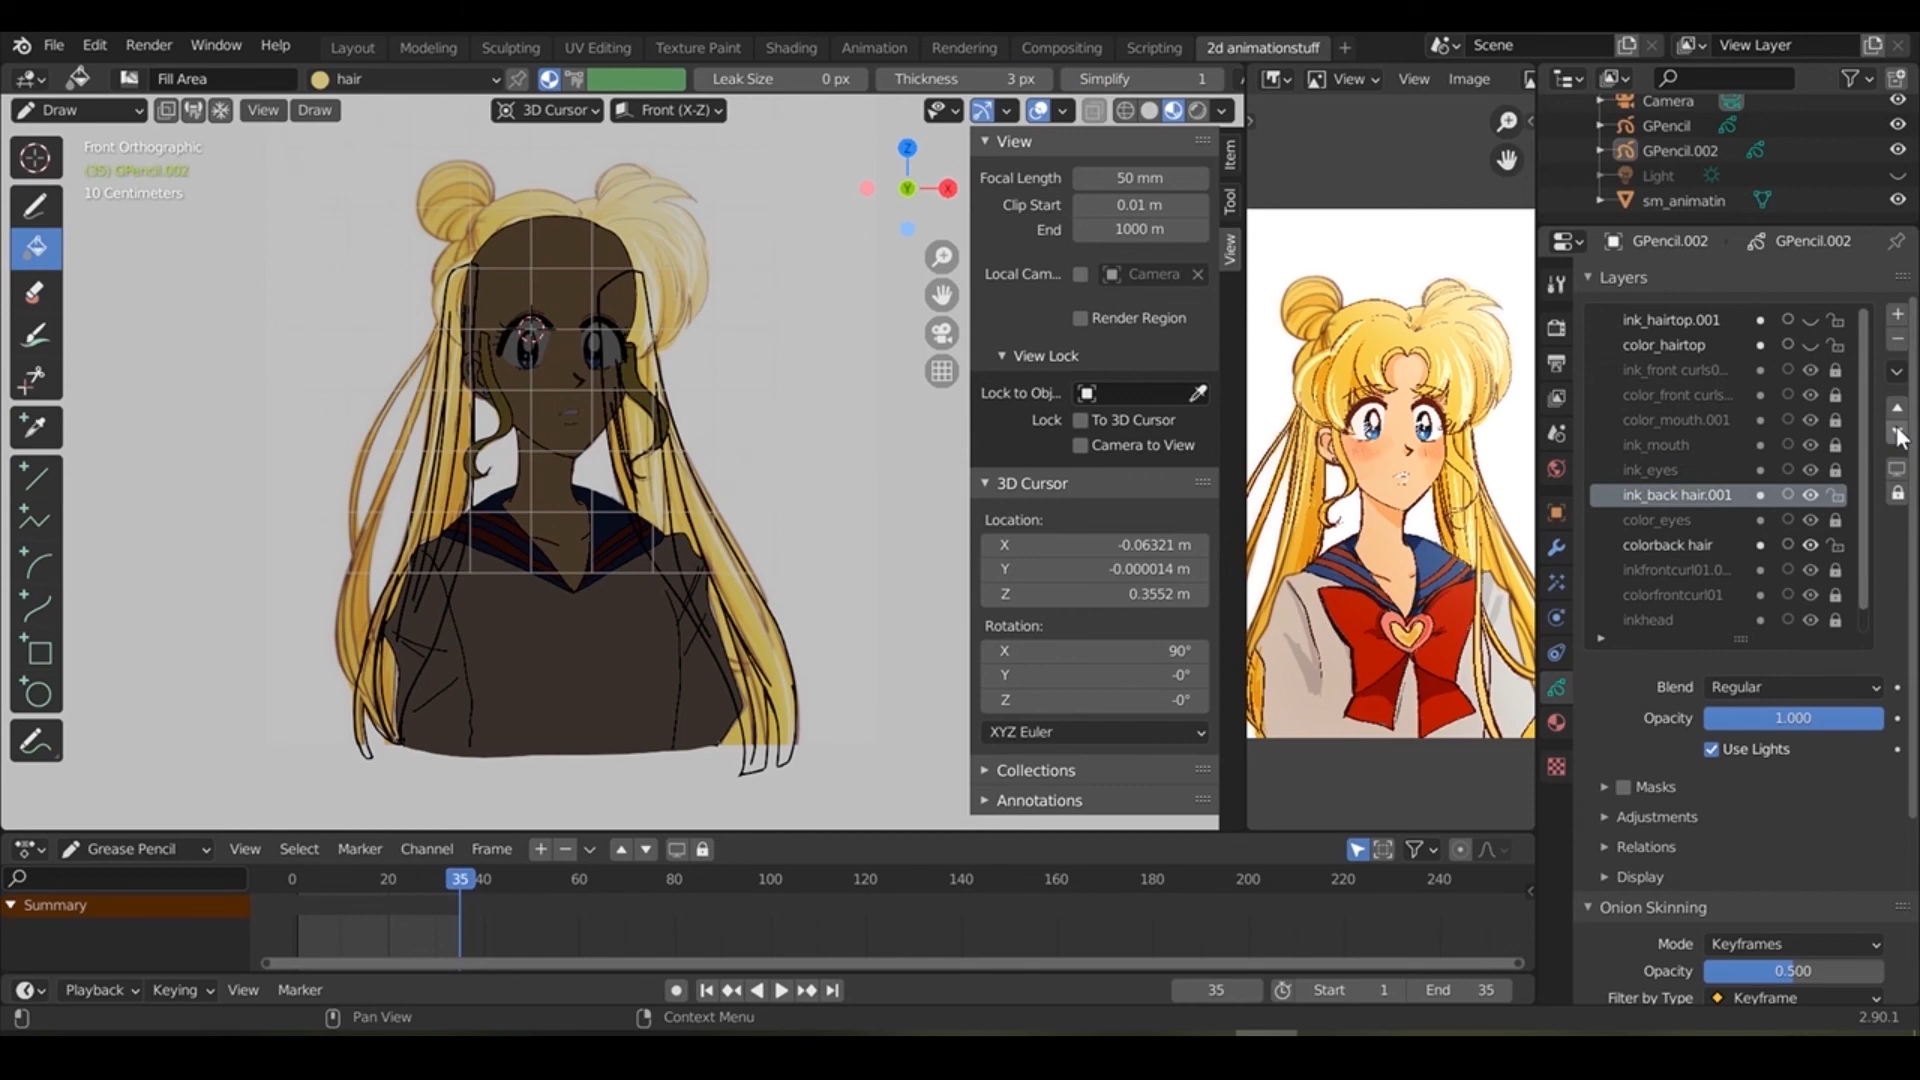 File Edit Render Window Help Layout Modeling Sculpting UV Editing Texture Paint Shading Animation Rendering Compositing Scripting 2d animationstuff + Scene View Layer
Fill Area hair Leak Size 0 px Thickness 3 px Simplify 1 View View Image
Draw View Draw 3D Cursor Front (X-Z)
Front Orthographic
(35) GPencil.002
10 Centimeters
Z
Y
X
View
Focal Length 50 mm
Clip Start 0.01 m
End 1000 m
Local Cam... Camera
Render Region
View Lock
Lock to Obj...
Lock To 3D Cursor
Camera to View
3D Cursor
Location:
X -0.06321 m
Y -0.000014 m
Z 0.3552 m
Rotation:
X 90°
Y -0°
Z -0°
XYZ Euler
Collections
Annotations
Item
Tool
View
Camera
GPencil
GPencil.002
Light
sm_animatin
GPencil.002 GPencil.002
Layers
ink_hairtop.001
color_hairtop
ink_front curls0...
color_front curls...
color_mouth.001
ink_mouth
ink_eyes
ink_back hair.001
color_eyes
colorback hair
inkfrontcurl01.0...
colorfrontcurl01
inkhead
Blend Regular
Opacity 1.000
Use Lights
Masks
Adjustments
Relations
Display
Onion Skinning
Mode Keyframes
Opacity 0.500
Filter by Type Keyframe
Grease Pencil View Select Marker Channel Frame
0 20 35 40 60 80 100 120 140 160 180 200 220 240
Summary
Playback Keying View Marker 35 Start 1 End 35
Pan View Context Menu 2.90.1